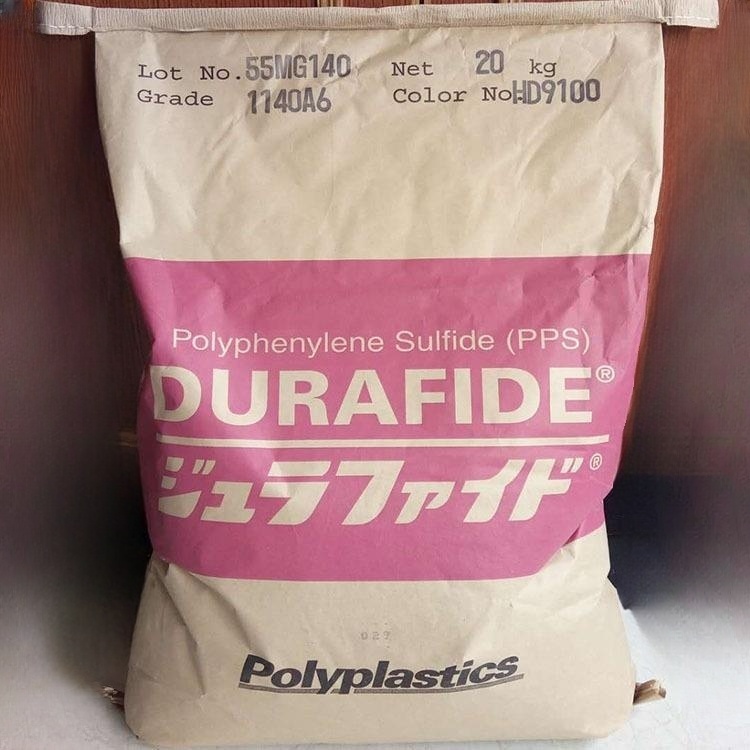 Lot No. 55MG140 Net 20 kg
Grade 1140A6 Color No. HD9100
Polyphenylene Sulfide (PPS)
DURAFIDE®
ジュラファイド®
029
Polyplastics